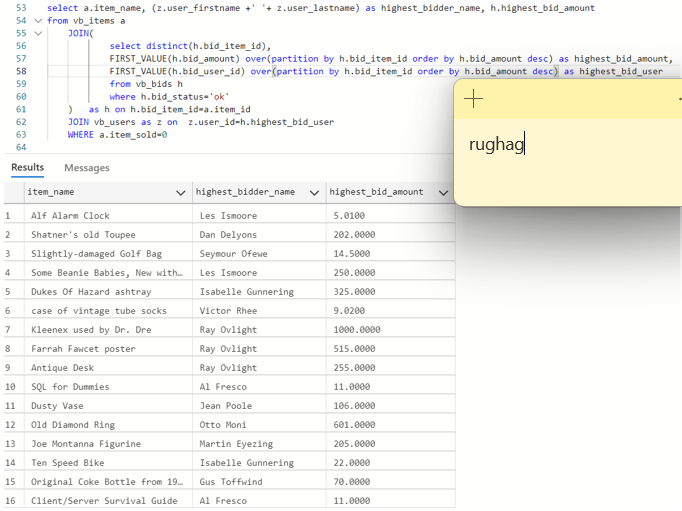 53 select a.item_name, (z.user_firstname +' '+ z.user_lastname) as highest_bidder_name, h.highest_bid_amount
54 from vb_items a
55 JOIN(
56 select distinct(h.bid_item_id),
57 FIRST_VALUE(h.bid_amount) over(partition by h.bid_item_id order by h.bid_amount desc) as highest_bid_amount,
58 FIRST_VALUE(h.bid_user_id) over(partition by h.bid_item_id order by h.bid_amount desc) as highest_bid_user
59 from vb_bids h
60 where h.bid_status='ok'
61 ) as h on h.bid_item_id=a.item_id
62 JOIN vb_users as z on z.user_id=h.highest_bid_user
63 WHERE a.item_sold=0
64
rughag
Results Messages
item_name highest_bidder_name highest_bid_amount
1 Alf Alarm Clock Les Ismoore 5.0100
2 Shatner's old Toupee Dan Delyons 202.0000
3 Slightly-damaged Golf Bag Seymour Ofewe 14.5000
4 Some Beanie Babies, New with… Les Ismoore 250.0000
5 Dukes Of Hazard ashtray Isabelle Gunnering 325.0000
6 case of vintage tube socks Victor Rhee 9.0200
7 Kleenex used by Dr. Dre Ray Ovlight 1000.0000
8 Farrah Fawcet poster Ray Ovlight 515.0000
9 Antique Desk Ray Ovlight 255.0000
10 SQL for Dummies Al Fresco 11.0000
11 Dusty Vase Jean Poole 106.0000
12 Old Diamond Ring Otto Moni 601.0000
13 Joe Montanna Figurine Martin Eyezing 205.0000
14 Ten Speed Bike Isabelle Gunnering 22.0000
15 Original Coke Bottle from 19… Gus Toffwind 70.0000
16 Client/Server Survival Guide Al Fresco 11.0000